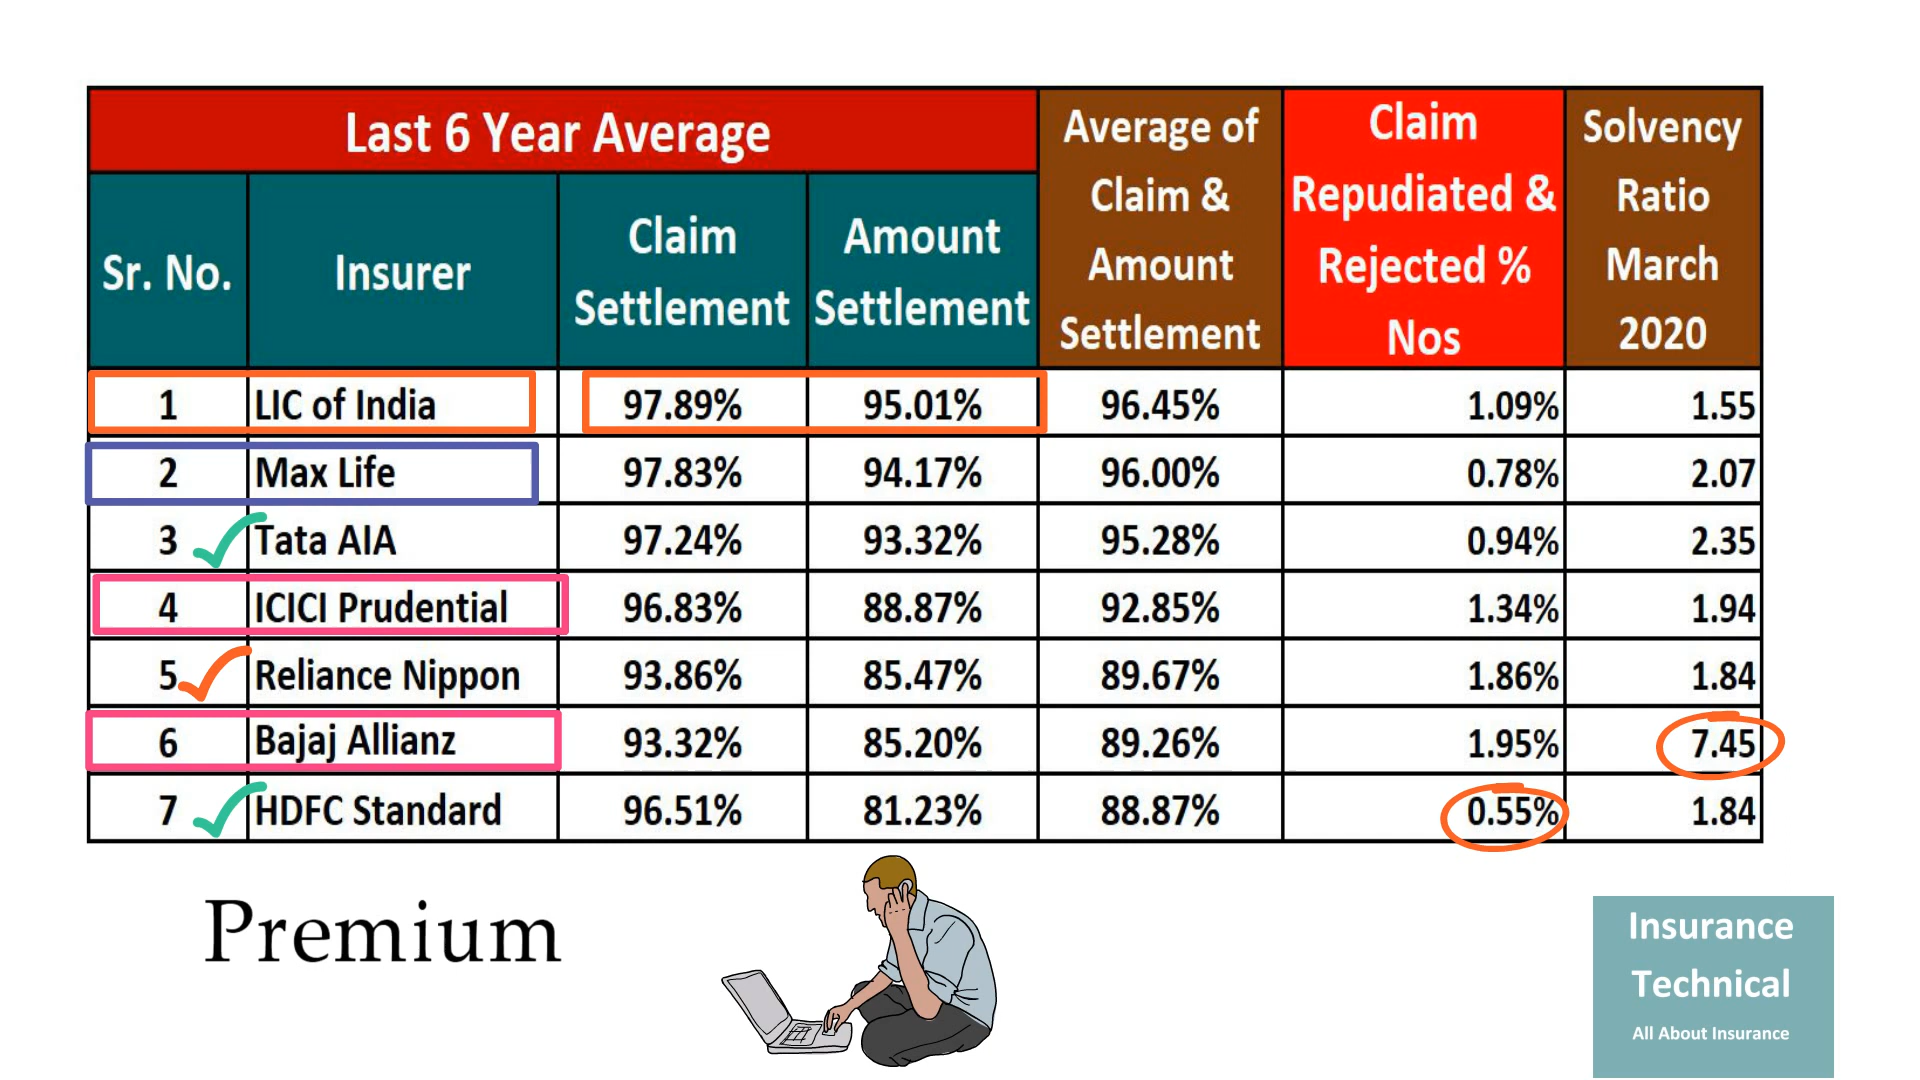 Last 6 Year Average
Average of Claim & Amount Settlement
Claim Repudiated & Rejected % Nos
Solvency Ratio March 2020
Sr. No. Insurer Claim Settlement Amount Settlement
1 LIC of India 97.89% 95.01% 96.45% 1.09% 1.55
2 Max Life 97.83% 94.17% 96.00% 0.78% 2.07
3 Tata AIA 97.24% 93.32% 95.28% 0.94% 2.35
4 ICICI Prudential 96.83% 88.87% 92.85% 1.34% 1.94
5 Reliance Nippon 93.86% 85.47% 89.67% 1.86% 1.84
6 Bajaj Allianz 93.32% 85.20% 89.26% 1.95% 7.45
7 HDFC Standard 96.51% 81.23% 88.87% 0.55% 1.84
Premium
Insurance
Technical
All About Insurance